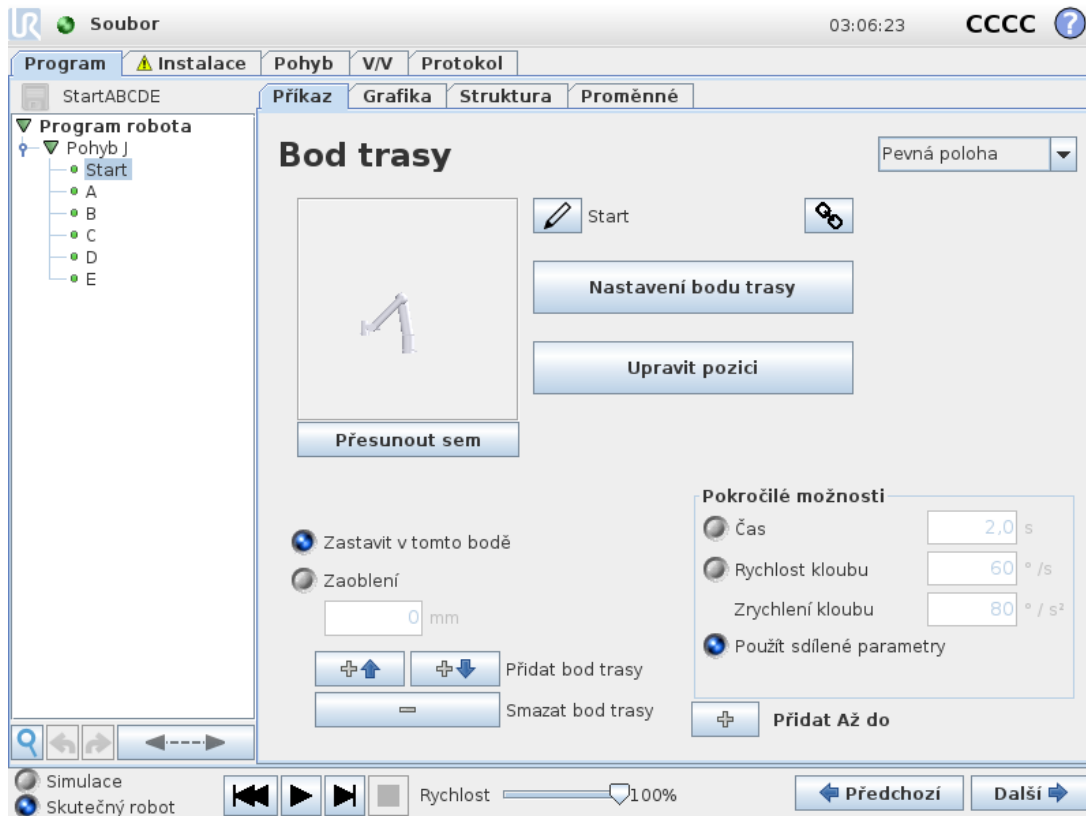 Soubor 03:06:23 CCCC ?
Program Instalace Pohyb V/V Protokol
StartABCDE Příkaz Grafika Struktura Proměnné
Program robota
Pohyb J
Start
A
B
C
D
E
Bod trasy
Pevná poloha
Start
Nastavení bodu trasy
Upravit pozici
Přesunout sem
Zastavit v tomto bodě
Zaoblení
0 mm
Přidat bod trasy
Smazat bod trasy
Pokročilé možnosti
Čas 2,0 s
Rychlost kloubu 60 ° /s
Zrychlení kloubu 80 ° / s²
Použít sdílené parametry
Přidat Až do
Simulace
Skutečný robot
Rychlost 100%
Předchozí Další